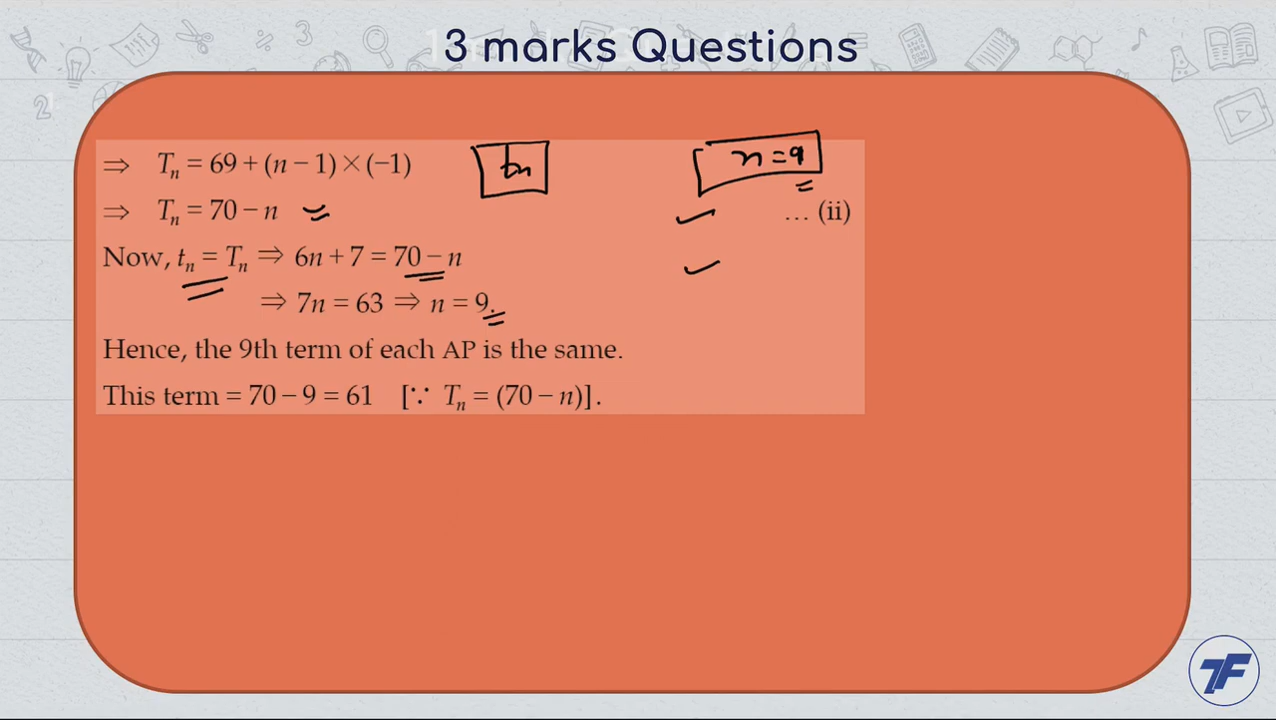 3 marks Questions
⇒ Tₙ = 69 + (n − 1) × (−1)
tn
n = 9
⇒ Tₙ = 70 − n
... (ii)
Now, tₙ = Tₙ ⇒ 6n + 7 = 70 − n
⇒ 7n = 63 ⇒ n = 9.
Hence, the 9th term of each AP is the same.
This term = 70 − 9 = 61 [∵ Tₙ = (70 − n)].